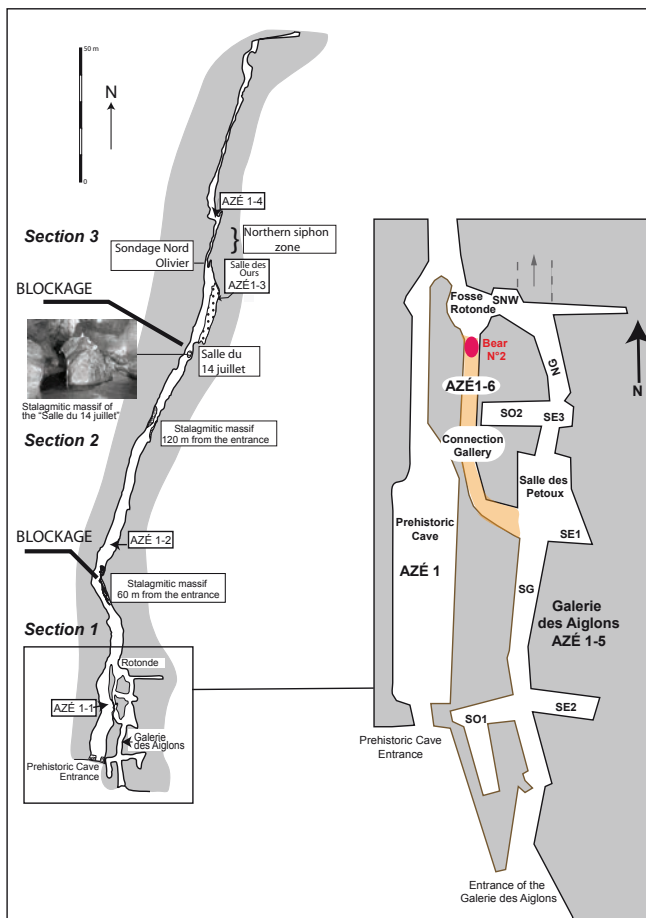 50 m
N
0
AZÉ 1-4
Section 3
Northern siphon
zone
Sondage Nord
Olivier
Salle des
Ours
AZÉ1-3
BLOCKAGE
Salle du
14 juillet
Stalagmitic massif of
the “Salle du 14 juillet”
Section 2
Stalagmitic massif
120 m from the entrance
BLOCKAGE
AZÉ 1-2
Stalagmitic massif
60 m from the entrance
Section 1
Rotonde
AZÉ 1-1
Galerie
des Aiglons
Prehistoric Cave
Entrance
Fosse
Rotonde
SNW
Bear
N°2
NG
N
AZÉ1-6
SO2
SE3
Connection
Gallery
Salle des
Petoux
Prehistoric
Cave
AZÉ 1
SE1
SG
Galerie
des Aiglons
AZÉ 1-5
SO1
SE2
Prehistoric Cave
Entrance
Entrance of the
Galerie des Aiglons